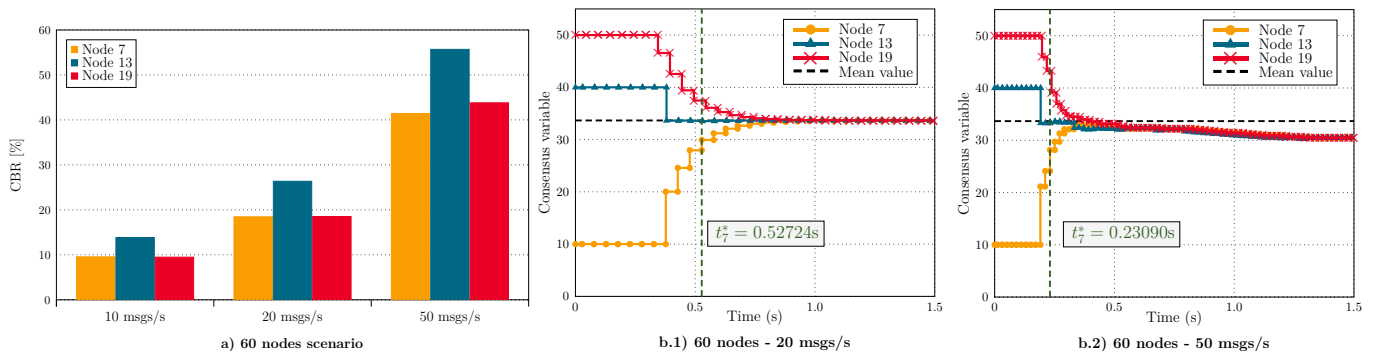 60
50
40
30
20
10
0
CBR [%]
Node 7
Node 13
Node 19
10 msgs/s
20 msgs/s
50 msgs/s
a) 60 nodes scenario
50
40
30
20
10
0
Consensus variable
Node 7
Node 13
Node 19
Mean value
t*7 = 0.52724s
0
0.5
1.0
1.5
Time (s)
b.1) 60 nodes - 20 msgs/s
50
40
30
20
10
0
Consensus variable
Node 7
Node 13
Node 19
Mean value
t*7 = 0.23090s
0
0.5
1.0
1.5
Time (s)
b.2) 60 nodes - 50 msgs/s